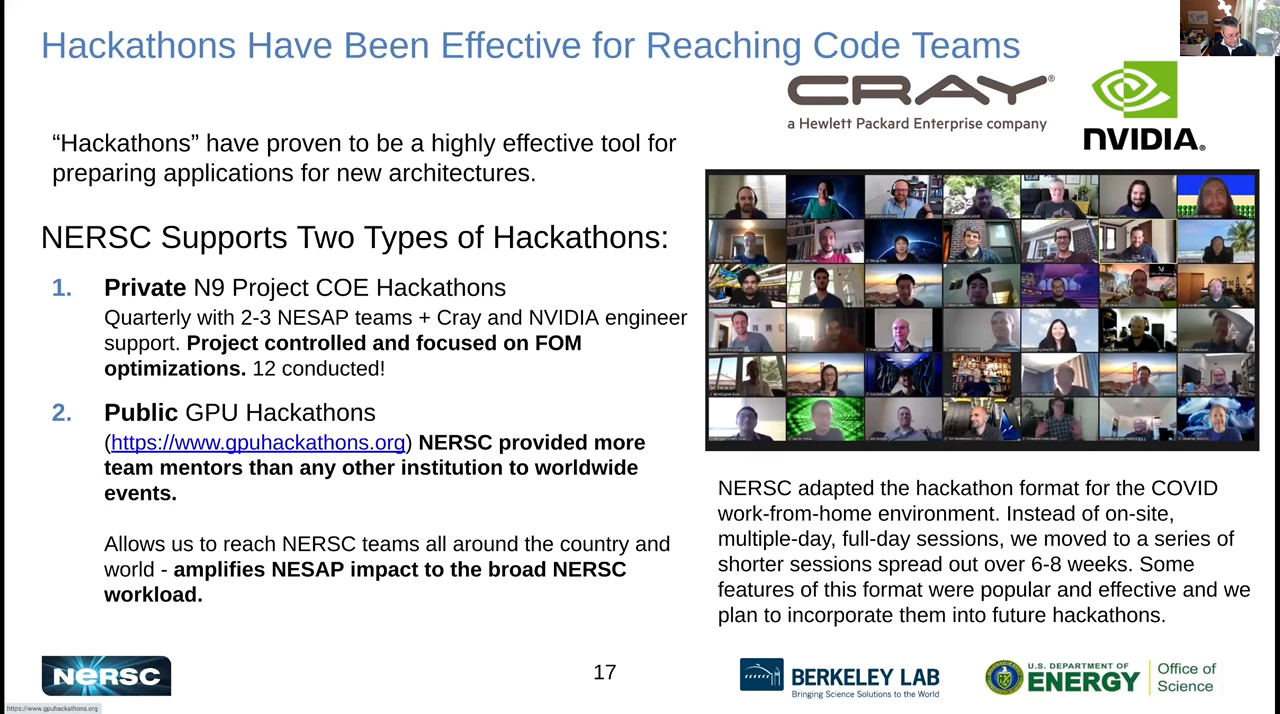 Hackathons Have Been Effective for Reaching Code Teams
CRAY®
a Hewlett Packard Enterprise company
NVIDIA®
“Hackathons” have proven to be a highly effective tool for
preparing applications for new architectures.
NERSC Supports Two Types of Hackathons:
1. Private N9 Project COE Hackathons
Quarterly with 2-3 NESAP teams + Cray and NVIDIA engineer
support. Project controlled and focused on FOM
optimizations. 12 conducted!
2. Public GPU Hackathons
(https://www.gpuhackathons.org) NERSC provided more
team mentors than any other institution to worldwide
events.
Allows us to reach NERSC teams all around the country and
world - amplifies NESAP impact to the broad NERSC
workload.
NERSC adapted the hackathon format for the COVID
work-from-home environment. Instead of on-site,
multiple-day, full-day sessions, we moved to a series of
shorter sessions spread out over 6-8 weeks. Some
features of this format were popular and effective and we
plan to incorporate them into future hackathons.
NERSC
17
BERKELEY LAB
Bringing Science Solutions to the World
U.S. DEPARTMENT OF
ENERGY
Office of
Science
https://www.gpuhackathons.org